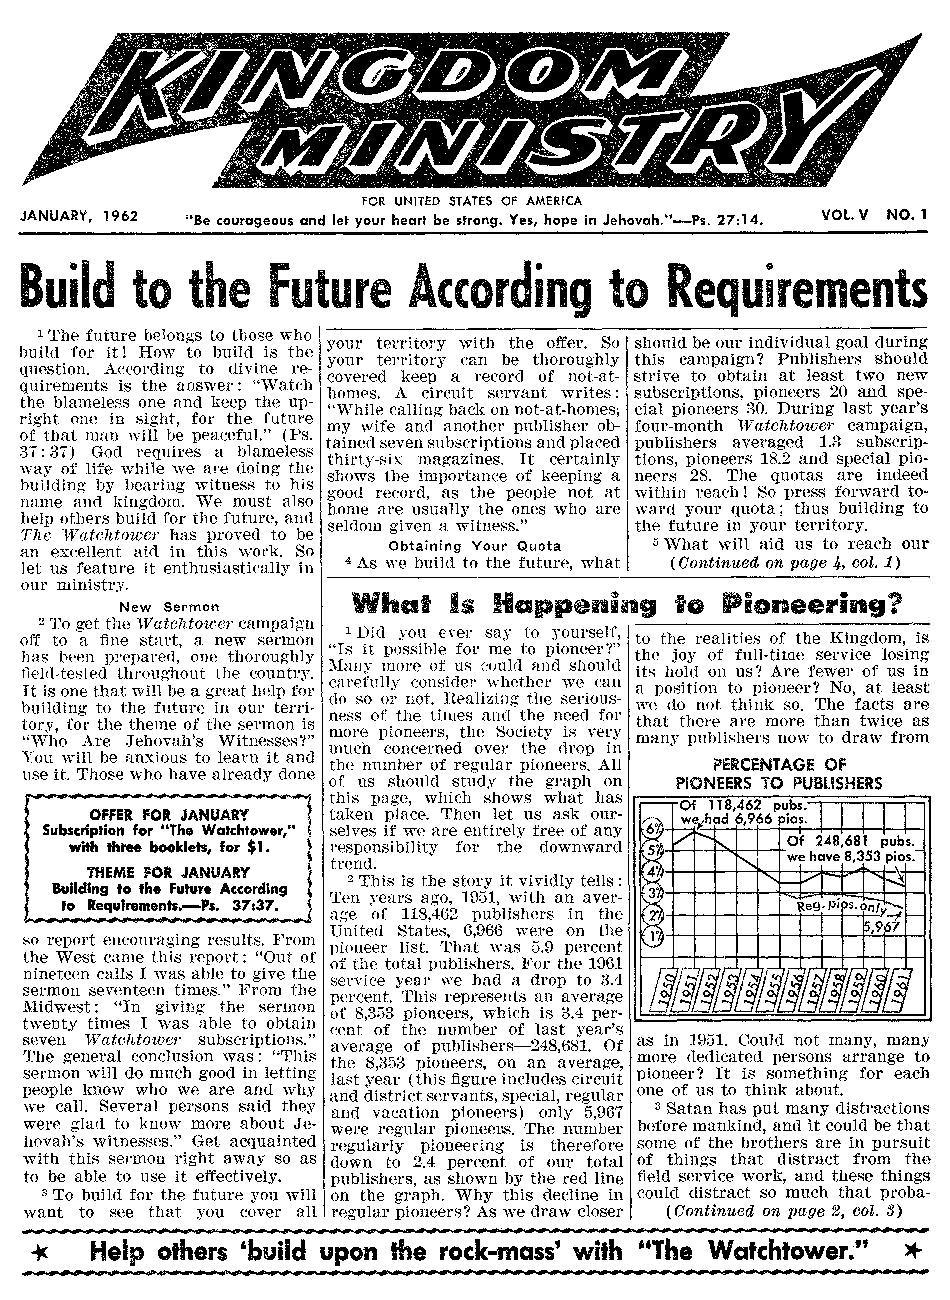 KINGDOM
MINISTRY
FOR UNITED STATES OF AMERICA
JANUARY, 1962
"Be courageous and let your heart be strong. Yes, hope in Jehovah."—Ps. 27:14.
VOL. V NO. 1
Build to the Future According to Requirements
1 The future belongs to those who
build for it! How to build is the
question. According to divine re-
quirements is the answer: "Watch
the blameless one and keep the up-
right one in sight, for the future
of that man will be peaceful." (Ps.
37:37) God requires a blameless
way of life while we are doing the
building by bearing witness to his
name and kingdom. We must also
help others build for the future, and
The Watchtower has proved to be
an excellent aid in this work. So
let us feature it enthusiastically in
our ministry.
New Sermon
2 To get the Watchtower campaign
off to a fine start, a new sermon
has been prepared, one thoroughly
field-tested throughout the country.
It is one that will be a great help for
building to the future in our terri-
tory, for the theme of the sermon is
"Who Are Jehovah's Witnesses?"
You will be anxious to learn it and
use it. Those who have already done
OFFER FOR JANUARY
Subscription for "The Watchtower,"
with three booklets, for $1.
THEME FOR JANUARY
Building to the Future According
to Requirements.—Ps. 37:37.
so report encouraging results. From
the West came this report: "Out of
nineteen calls I was able to give the
sermon seventeen times." From the
Midwest: "In giving the sermon
twenty times I was able to obtain
seven Watchtower subscriptions."
The general conclusion was: "This
sermon will do much good in letting
people know who we are and why
we call. Several persons said they
were glad to know more about Je-
hovah's witnesses." Get acquainted
with this sermon right away so as
to be able to use it effectively.
3 To build for the future you will
want to see that you cover all
your territory with the offer. So
your territory can be thoroughly
covered keep a record of not-at-
homes. A circuit servant writes:
"While calling back on not-at-homes,
my wife and another publisher ob-
tained seven subscriptions and placed
thirty-six magazines. It certainly
shows the importance of keeping a
good record, as the people not at
home are usually the ones who are
seldom given a witness."
Obtaining Your Quota
4 As we build to the future, what
should be our individual goal during
this campaign? Publishers should
strive to obtain at least two new
subscriptions, pioneers 20 and spe-
cial pioneers 30. During last year's
four-month Watchtower campaign,
publishers averaged 1.3 subscrip-
tions, pioneers 18.2 and special pio-
neers 28. The quotas are indeed
within reach! So press forward to-
ward your quota; thus building to
the future in your territory.
5 What will aid us to reach our
(Continued on page 4, col. 1)
What Is Happening to Pioneering?
1 Did you ever say to yourself,
"Is it possible for me to pioneer?"
Many more of us could and should
carefully consider whether we can
do so or not. Realizing the serious-
ness of the times and the need for
more pioneers, the Society is very
much concerned over the drop in
the number of regular pioneers. All
of us should study the graph on
this page, which shows what has
taken place. Then let us ask our-
selves if we are entirely free of any
responsibility for the downward
trend.
2 This is the story it vividly tells:
Ten years ago, 1951, with an aver-
age of 118,462 publishers in the
United States, 6,966 were on the
pioneer list. That was 5.9 percent
of the total publishers. For the 1961
service year we had a drop to 3.4
percent. This represents an average
of 8,353 pioneers, which is 3.4 per-
cent of the number of last year's
average of publishers—248,681. Of
the 8,353 pioneers, on an average,
last year (this figure includes circuit
and district servants, special, regular
and vacation pioneers) only 5,967
were regular pioneers. The number
regularly pioneering is therefore
down to 2.4 percent of our total
publishers, as shown by the red line
on the graph. Why this decline in
regular pioneers? As we draw closer
to the realities of the Kingdom, is
the joy of full-time service losing
its hold on us? Are fewer of us in
a position to pioneer? No, at least
we do not think so. The facts are
that there are more than twice as
many publishers now to draw from
PERCENTAGE OF
PIONEERS TO PUBLISHERS
Of 118,462 pubs.
we had 6,966 pios.
Of 248,681 pubs.
we have 8,353 pios.
Reg. pios. only
5,967
6%
5%
4%
3%
2%
1%
1950 1951 1952 1953 1954 1955 1956 1957 1958 1959 1960 1961
as in 1951. Could not many, many
more dedicated persons arrange to
pioneer? It is something for each
one of us to think about.
3 Satan has put many distractions
before mankind, and it could be that
some of the brothers are in pursuit
of things that distract from the
field service work, and these things
could distract so much that proba-
(Continued on page 2, col. 3)
★ Help others 'build upon the rock-mass' with "The Watchtower." ★